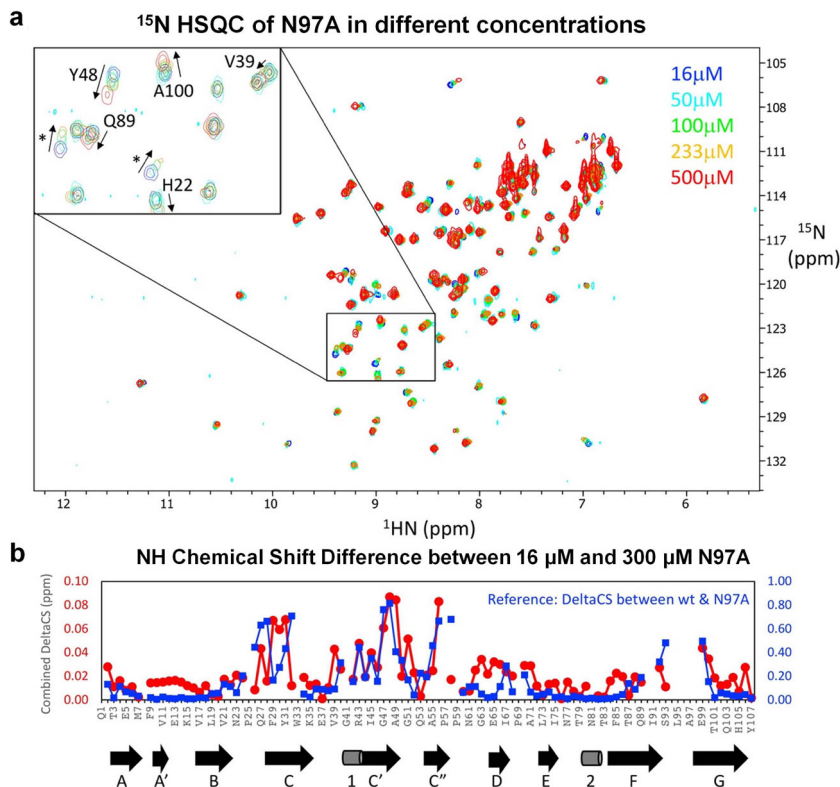 a
¹⁵N HSQC of N97A in different concentrations
Y48
A100
V39
*
Q89
*
H22
16μM
50μM
100μM
233μM
500μM
105
108
111
114
117
120
123
126
129
132
¹⁵N
(ppm)
12 11 10 9 8 7 6
¹HN (ppm)
b
NH Chemical Shift Difference between 16 μM and 300 μM N97A
Combined DeltaCS (ppm)
0.10
0.08
0.06
0.04
0.02
0.00
Reference: DeltaCS between wt & N97A
1.00
0.80
0.60
0.40
0.20
0.00
Q1 T3 E5 M7 F9 V11 E13 K15 V17 L19 V21 N23 P25 Q27 F29 Y31 W33 K35 E37 V39 G41 R43 I45 G47 A49 G51 Q53 A55 P57 P59 N61 G63 E65 I67 P69 A71 L73 I75 N77 T79 N81 T83 F85 F87 Q89 I91 S93 L95 A97 E99 T101 Q103 H105 Y107
A A’ B C 1 C’ C” D E 2 F G